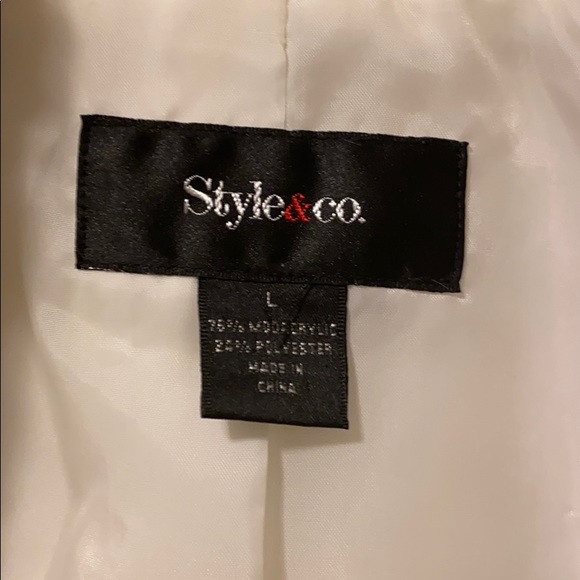 Style&co.
L
76% MODACRYLIC
24% POLYESTER
MADE IN
CHINA